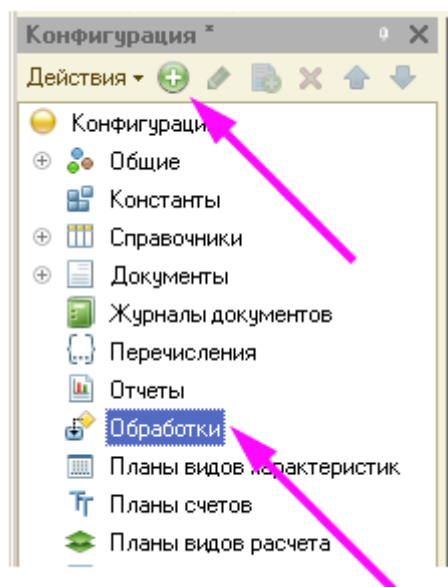 Конфигурация *
Действия
Конфигурация
Общие
Константы
Справочники
Документы
Журналы документов
Перечисления
Отчеты
Обработки
Планы видов характеристик
Планы счетов
Планы видов расчета